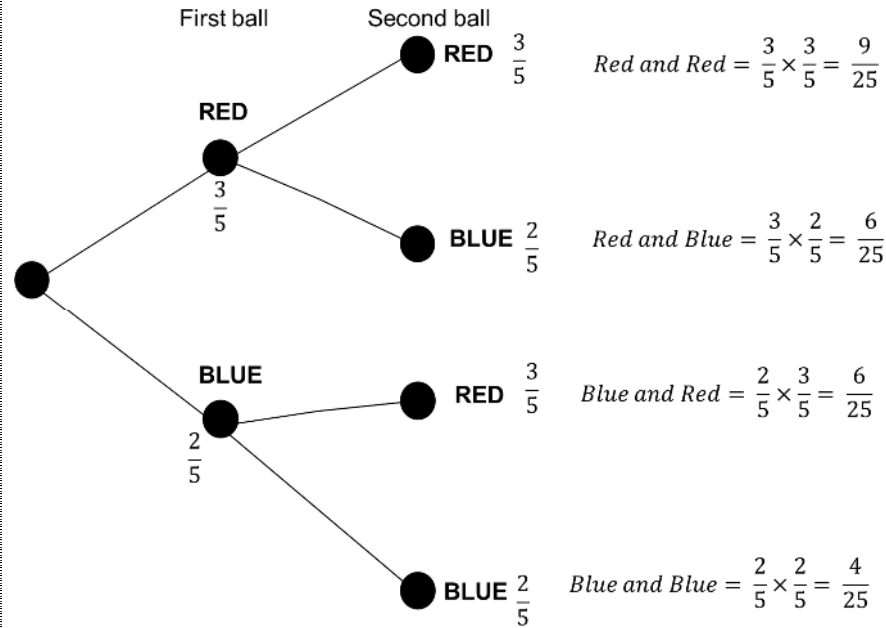 First ball Second ball
RED 3/5 Red and Red = 3/5 × 3/5 = 9/25
RED
3/5
BLUE 2/5 Red and Blue = 3/5 × 2/5 = 6/25
BLUE
2/5
RED 3/5 Blue and Red = 2/5 × 3/5 = 6/25
BLUE 2/5 Blue and Blue = 2/5 × 2/5 = 4/25